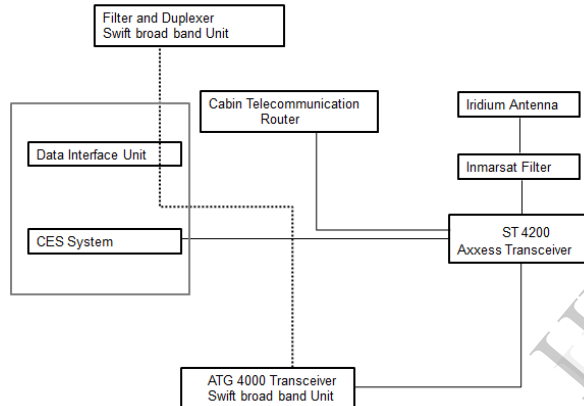 Filter and Duplexer
Swift broad band Unit
Cabin Telecommunication
Router
Iridium Antenna
Data Interface Unit
Inmarsat Filter
CES System
ST 4200
Axxess Transceiver
ATG 4000 Transceiver
Swift broad band Unit